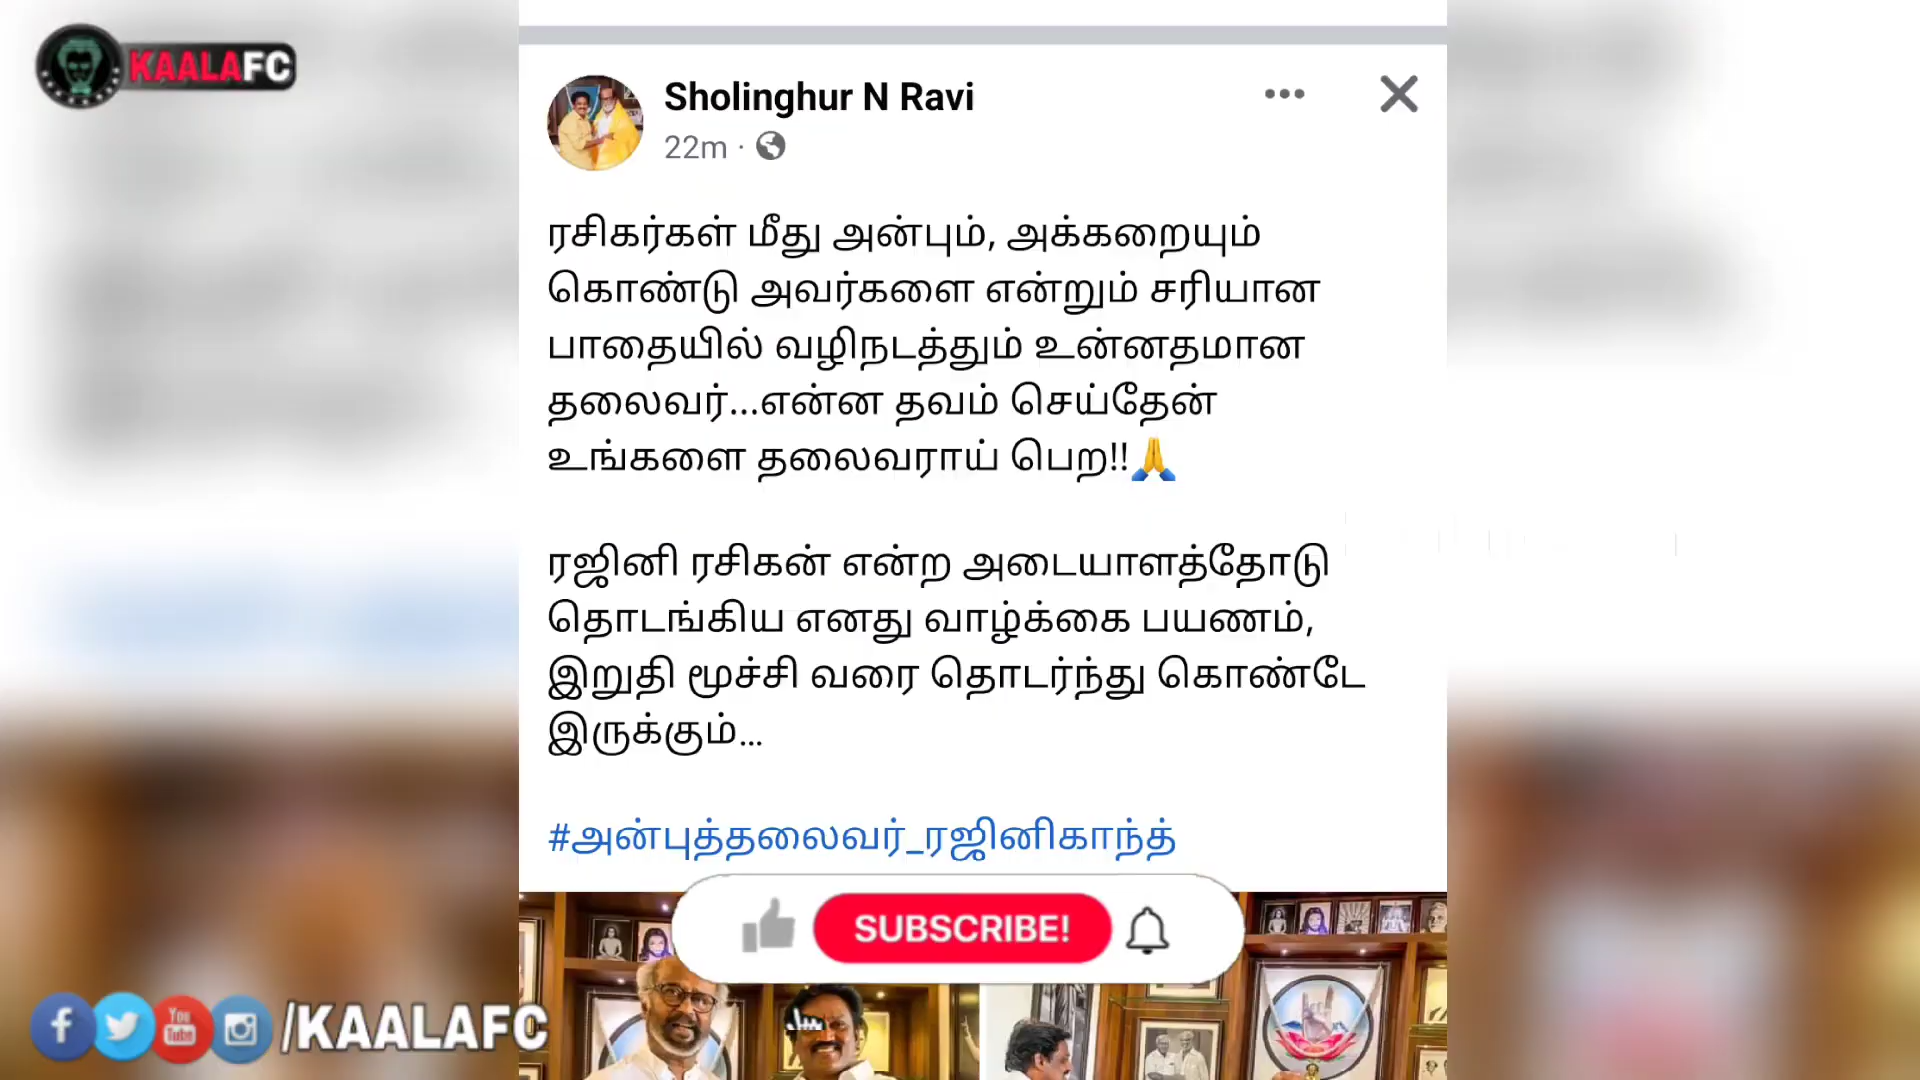 KAALAFC
Sholinghur N Ravi
22m ·
ரசிகர்கள் மீது அன்பும், அக்கறையும்
கொண்டு அவர்களை என்றும் சரியான
பாதையில் வழிநடத்தும் உன்னதமான
தலைவர்...என்ன தவம் செய்தேன்
உங்களை தலைவராய் பெற!!🙏
ரஜினி ரசிகன் என்ற அடையாளத்தோடு
தொடங்கிய எனது வாழ்க்கை பயணம்,
இறுதி மூச்சி வரை தொடர்ந்து கொண்டே
இருக்கும்...
#அன்புத்தலைவர்_ரஜினிகாந்த்
SUBSCRIBE!
You Tube
/KAALAFC